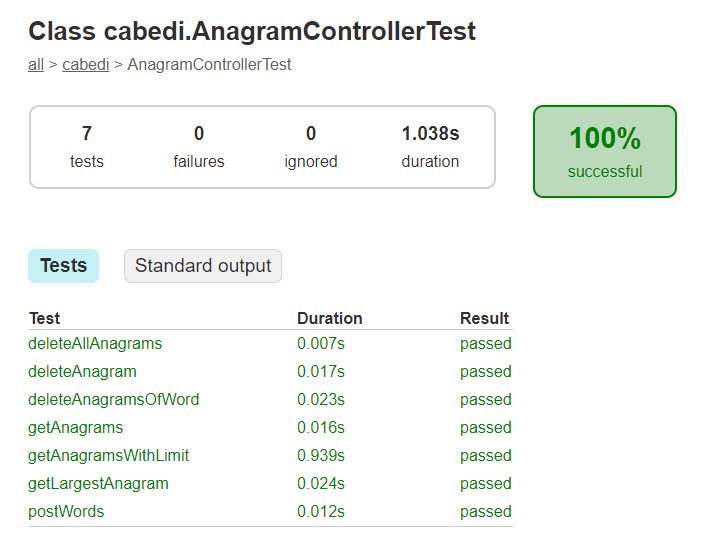 Class cabedi.AnagramControllerTest
all > cabedi > AnagramControllerTest
7 0 0 1.038s
tests failures ignored duration
100%
successful
Tests Standard output
Test Duration Result
deleteAllAnagrams 0.007s passed
deleteAnagram 0.017s passed
deleteAnagramsOfWord 0.023s passed
getAnagrams 0.016s passed
getAnagramsWithLimit 0.939s passed
getLargestAnagram 0.024s passed
postWords 0.012s passed